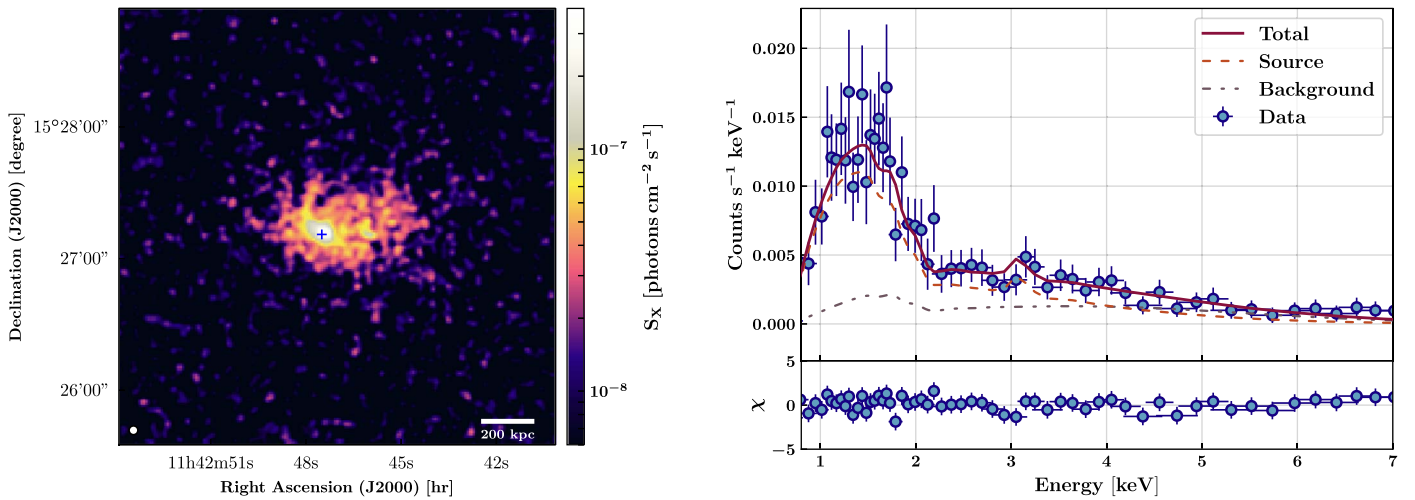 Declination (J2000) [degree]
15°28′00″
27′00″
26′00″
11h42m51s 48s 45s 42s
Right Ascension (J2000) [hr]
200 kpc
10⁻⁷
10⁻⁸
S_X [photons cm⁻² s⁻¹]
Counts s⁻¹ keV⁻¹
0.020
0.015
0.010
0.005
0.000
Total
Source
Background
Data
χ
5
0
−5
1 2 3 4 5 6 7
Energy [keV]